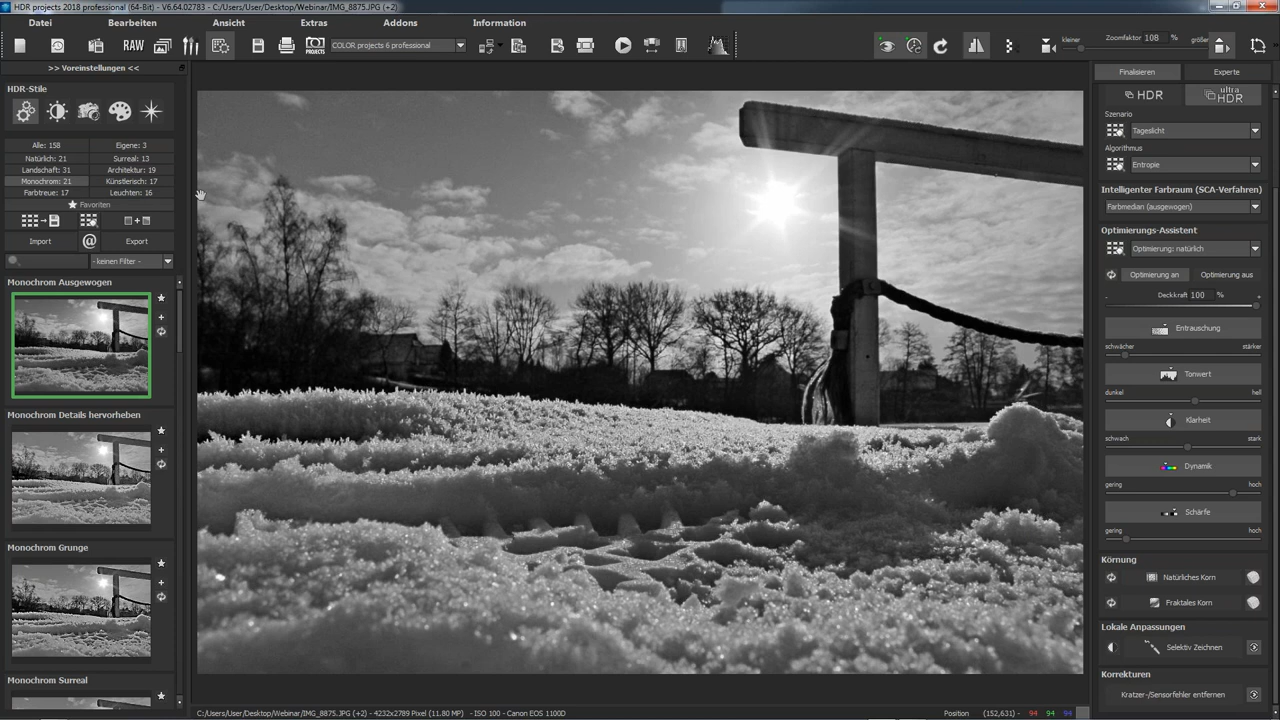 HDR projects 2018 professional (64-Bit) - V6.64.02783 - C:/Users/User/Desktop/Webinar/IMG_8875.JPG (+2)
Datei Bearbeiten Ansicht Extras Addons Information
RAW PROJECTS COLOR projects 6 professional kleiner Zoomfaktor 108 % größer
>> Voreinstellungen <<
HDR-Stile
Alle: 158 Eigene: 3
Natürlich: 21 Surreal: 13
Landschaft: 31 Architektur: 19
Monochrom: 21 Künstlerisch: 17
Farbtreue: 17 Leuchten: 16
Favoriten
Import @ Export
- keinen Filter -
Monochrom Ausgewogen
Monochrom Details hervorheben
Monochrom Grunge
Monochrom Surreal
Finalisieren Experte
HDR ultra HDR
Szenario
Tageslicht
Algorithmus
Entropie
Intelligenter Farbraum (SCA-Verfahren)
Farbmedian (ausgewogen)
Optimierungs-Assistent
Optimierung: natürlich
Optimierung an Optimierung aus
- Deckkraft 100 % +
Entrauschung
schwächer stärker
Tonwert
dunkel hell
Klarheit
schwach stark
Dynamik
gering hoch
Schärfe
gering hoch
Körnung
Natürliches Korn
Fraktales Korn
Lokale Anpassungen
Selektiv Zeichnen
Korrekturen
Kratzer-/Sensorfehler entfernen
C:/Users/User/Desktop/Webinar/IMG_8875.JPG (+2) - 4232x2789 Pixel (11.80 MP) - ISO 100 - Canon EOS 1100D Position (152,631) - 94 94 94